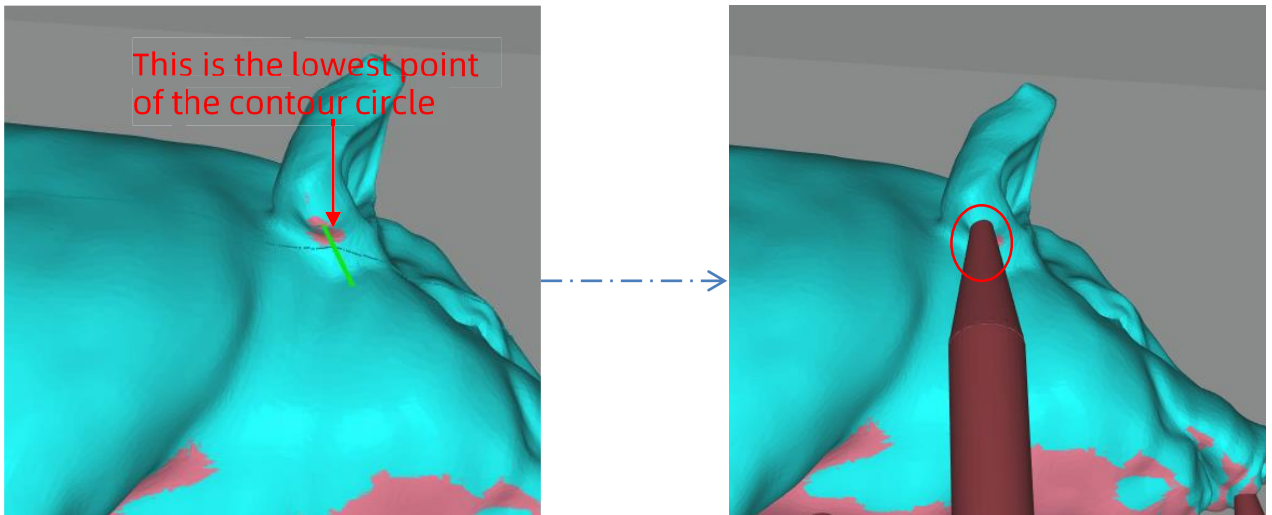 This is the lowest point
of the contour circle